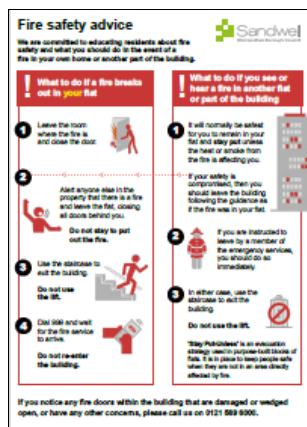 Fire safety advice
Sandwell
Metropolitan Borough Council
We are committed to educating residents about fire
safety and what you should do in the event of a
fire in your own home or another part of the building.
! What to do if a fire breaks
out in your flat
1
Leave the room
where the fire is
and close the door.
2
Alert anyone else in the
property that there is a fire
and leave the flat, closing
all doors behind you.
Do not stay to put
out the fire.
3
Use the staircase to
exit the building.
Do not use
the lift.
4
Dial 999 and wait
for the fire service
to arrive.
Do not re-enter
the building.
! What to do if you see or
hear a fire in another flat
or part of the building
1
It will normally be safest
for you to remain in your
flat and stay put unless
the heat or smoke from
the fire is affecting you.
If your safety is
compromised, then you
should leave the building
following the guidance as
if the fire was in your flat.
2
If you are instructed to
leave by a member of
the emergency services,
you should do so
immediately.
3
In either case, use the
staircase to exit the
building.
Do not use the lift.
'Stay Put Unless' is an evacuation
strategy used in purpose-built blocks of
flats. It is in place to keep people safe
when they are not in an area directly
affected by fire.
If you notice any fire doors within the building that are damaged or wedged
open, or have any other concerns, please call us on 0121 569 6000.